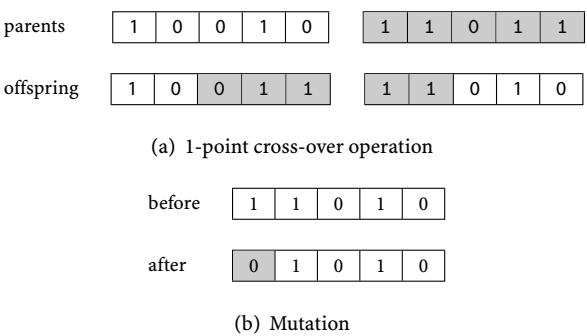 parents 1 0 0 1 0 1 1 0 1 1
offspring 1 0 0 1 1 1 1 0 1 0
(a) 1-point cross-over operation
before 1 1 0 1 0
after 0 1 0 1 0
(b) Mutation